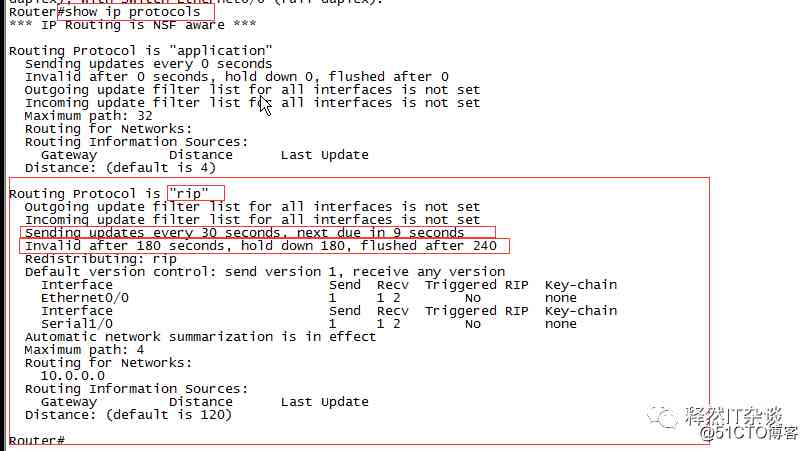 Router#show ip protocols
*** IP Routing is NSF aware ***
Routing Protocol is "application"
Sending updates every 0 seconds
Invalid after 0 seconds, hold down 0, flushed after 0
Outgoing update filter list for all interfaces is not set
Incoming update filter list for all interfaces is not set
Maximum path: 32
Routing for Networks:
Routing Information Sources:
Gateway Distance Last Update
Distance: (default is 4)
Routing Protocol is "rip"
Outgoing update filter list for all interfaces is not set
Incoming update filter list for all interfaces is not set
Sending updates every 30 seconds, next due in 9 seconds
Invalid after 180 seconds, hold down 180, flushed after 240
Redistributing: rip
Default version control: send version 1, receive any version
Interface Send Recv Triggered RIP Key-chain
Ethernet0/0 1 1 2 No none
Interface Send Recv Triggered RIP Key-chain
Serial1/0 1 1 2 No none
Automatic network summarization is in effect
Maximum path: 4
Routing for Networks:
10.0.0.0
Routing Information Sources:
Gateway Distance Last Update
Distance: (default is 120)
Router#
释然IT杂谈
@51CTO博客